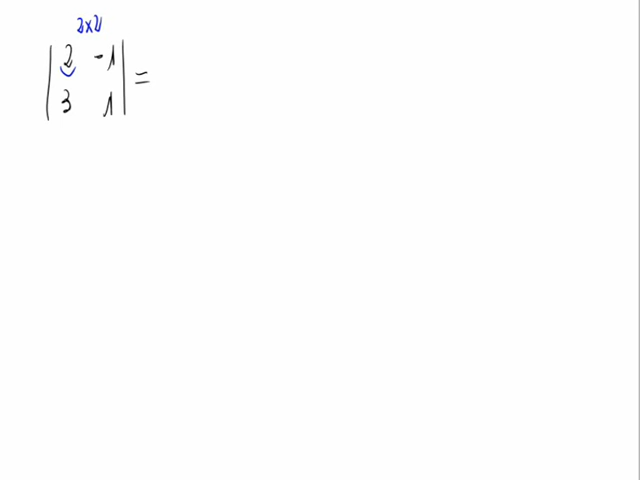 2x2
| 2 -1 |
| 3 1 | =